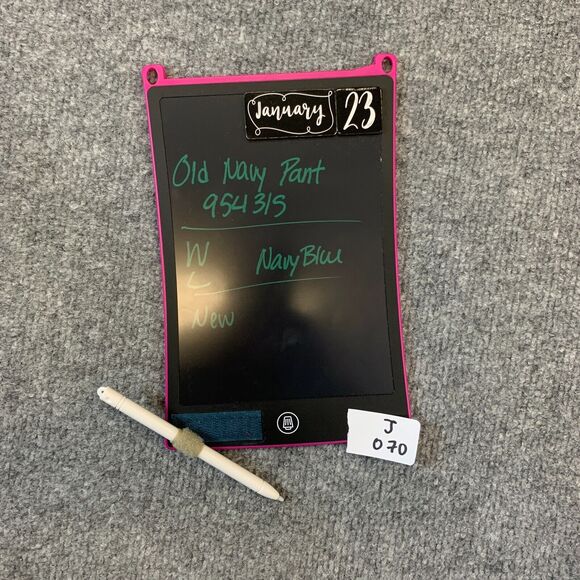 January 23
Old Navy Pant
954315
W Navy Blue
L
New
J
070